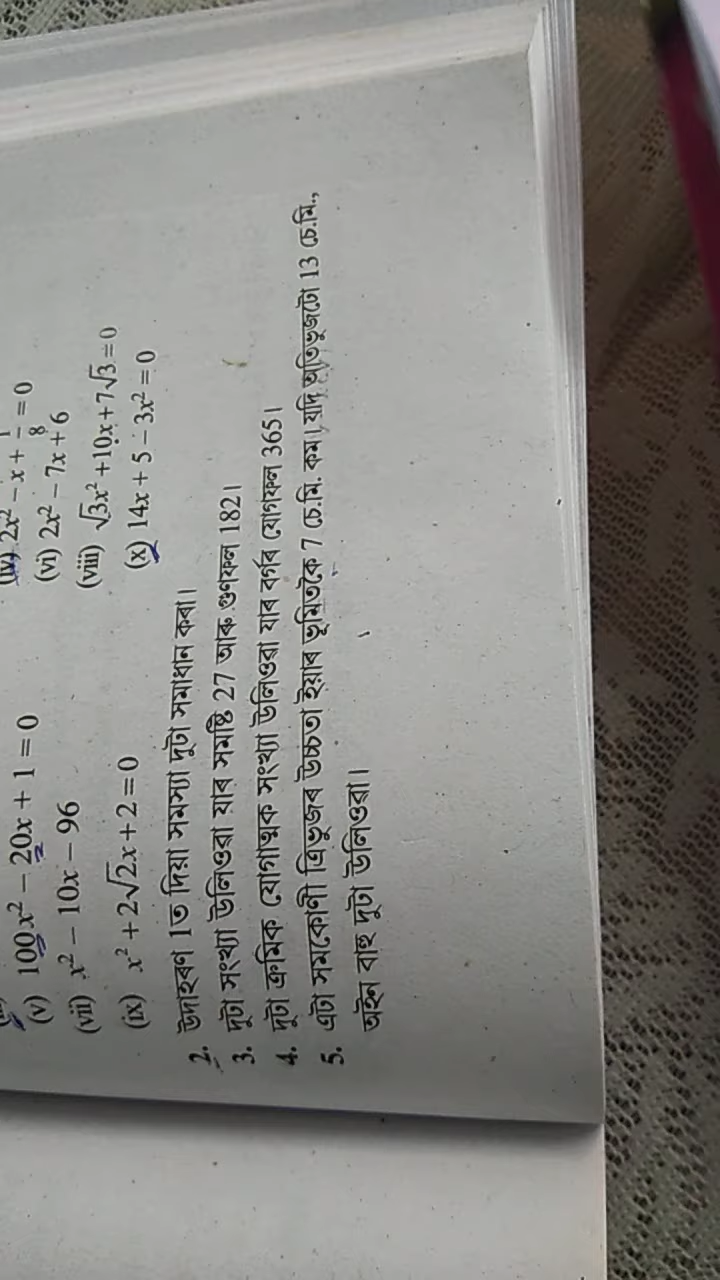 (iv) 2x² − x + 1/8 = 0
(v) 100x² − 20x + 1 = 0
(vi) 2x² − 7x + 6
(vii) x² − 10x − 96
(viii) √3x² + 10x + 7√3 = 0
(ix) x² + 2√2x + 2 = 0
(x) 14x + 5 − 3x² = 0
2. উদাহৰণ 1ত দিয়া সমস্যা দুটা সমাধান কৰা।
3. দুটা সংখ্যা উলিওৱা যাৰ সমষ্টি 27 আৰু গুণফল 182।
4. দুটা ক্ৰমিক যোগাত্মক সংখ্যা উলিওৱা যাৰ বৰ্গৰ যোগফল 365।
5. এটা সমকোণী ত্ৰিভুজৰ উচ্চতা ইয়াৰ ভূমিতকৈ 7 চে.মি. কম। যদি অতিভুজটো 13 চে.মি.,
অইন বাহু দুটা উলিওৱা।